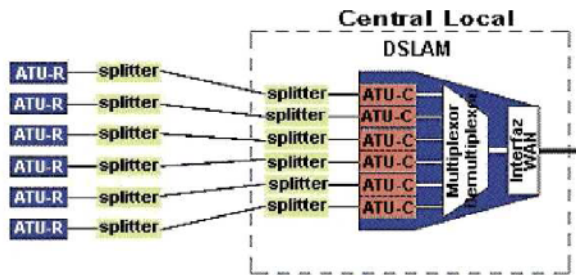 Central Local
DSLAM
ATU-R splitter
ATU-R splitter
ATU-R splitter
ATU-R splitter
ATU-R splitter
ATU-R splitter
splitter ATU-C
splitter ATU-C
splitter ATU-C
splitter ATU-C
splitter ATU-C
splitter ATU-C
Multiplexor
Demultiplexor
Interfaz
WAN